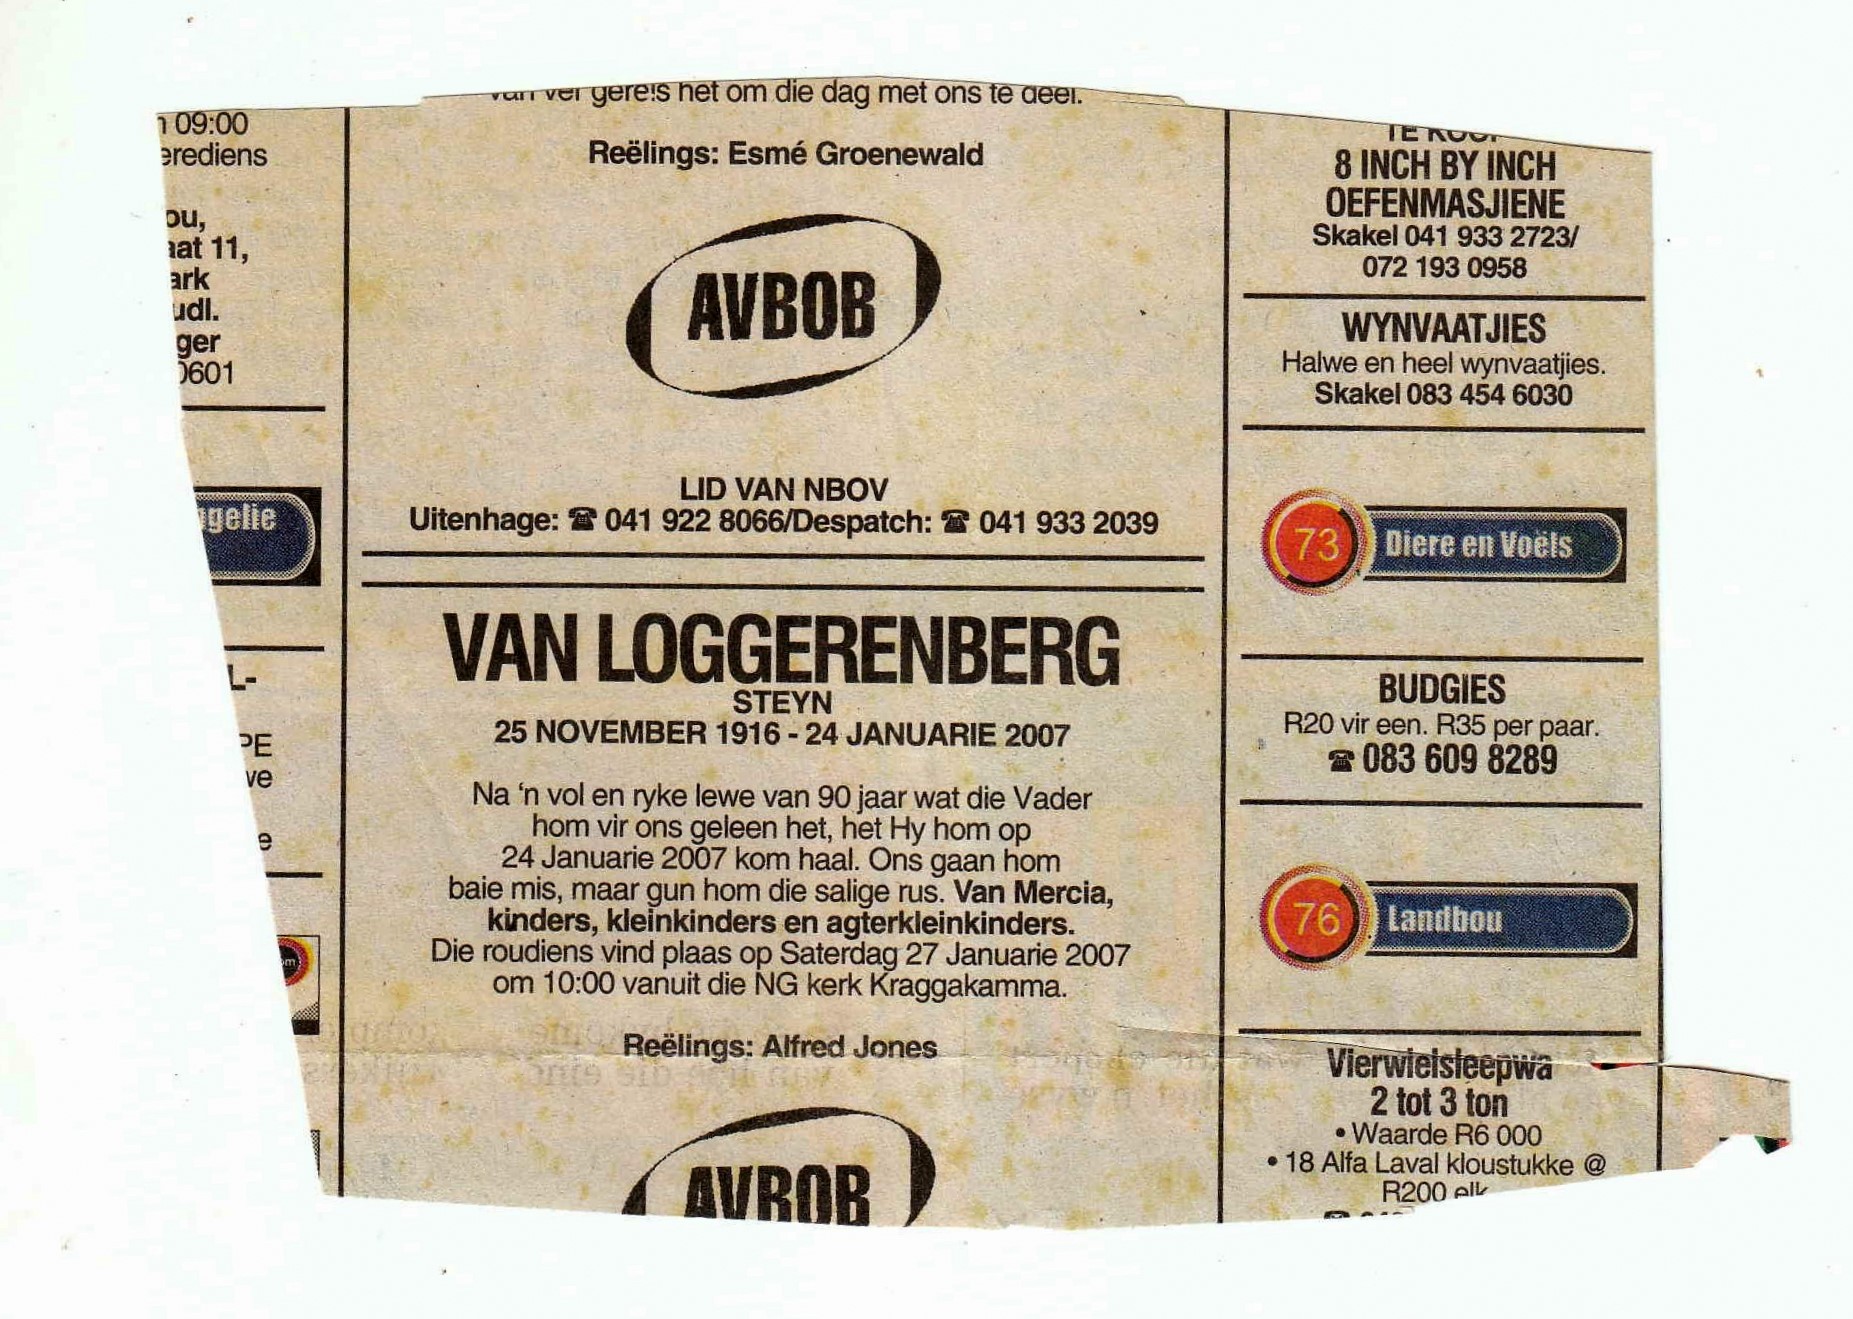 09:00
ou,
11,
0601
gereis het om die dag met ons te deel.
Reëlings: Esmé Groenewald
AVBOB
LID VAN NBOV
Uitenhage: ☎ 041 922 8066/Despatch: ☎ 041 933 2039
VAN LOGGERENBERG
STEYN
25 NOVEMBER 1916 - 24 JANUARIE 2007
Na 'n vol en ryke lewe van 90 jaar wat die Vader
hom vir ons geleen het, het Hy hom op
24 Januarie 2007 kom haal. Ons gaan hom
baie mis, maar gun hom die salige rus. Van Mercia,
kinders, kleinkinders en agterkleinkinders.
Die roudiens vind plaas op Saterdag 27 Januarie 2007
om 10:00 vanuit die NG kerk Kraggakamma.
Reëlings: Alfred Jones
AVBOB
TE KOOP
8 INCH BY INCH
OEFENMASJIENE
Skakel 041 933 2723/
072 193 0958
WYNVAATJIES
Halwe en heel wynvaatjies.
Skakel 083 454 6030
73 Diere en Voëls
BUDGIES
R20 vir een. R35 per paar.
☎ 083 609 8289
76 Landbou
Vierwielsleepwa
2 tot 3 ton
• Waarde R6 000
• 18 Alfa Laval kloustukke @
R200 elk